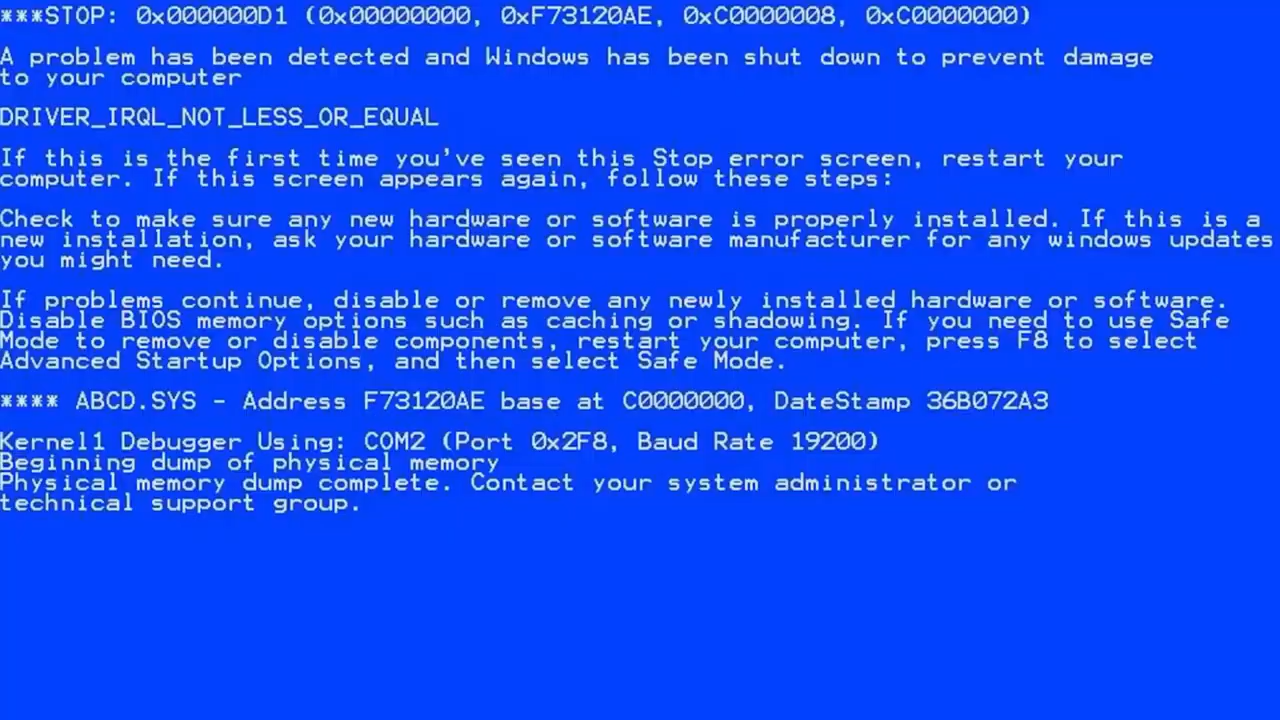 ***STOP: 0x000000D1 (0x00000000, 0xF73120AE, 0xC0000008, 0xC0000000)
A problem has been detected and Windows has been shut down to prevent damage
to your computer
DRIVER_IRQL_NOT_LESS_OR_EQUAL
If this is the first time you've seen this Stop error screen, restart your
computer. If this screen appears again, follow these steps:
Check to make sure any new hardware or software is properly installed. If this is a
new installation, ask your hardware or software manufacturer for any windows updates
you might need.
If problems continue, disable or remove any newly installed hardware or software.
Disable BIOS memory options such as caching or shadowing. If you need to use Safe
Mode to remove or disable components, restart your computer, press F8 to select
Advanced Startup Options, and then select Safe Mode.
**** ABCD.SYS - Address F73120AE base at C0000000, DateStamp 36B072A3
Kernel1 Debugger Using: COM2 (Port 0x2F8, Baud Rate 19200)
Beginning dump of physical memory
Physical memory dump complete. Contact your system administrator or
technical support group.